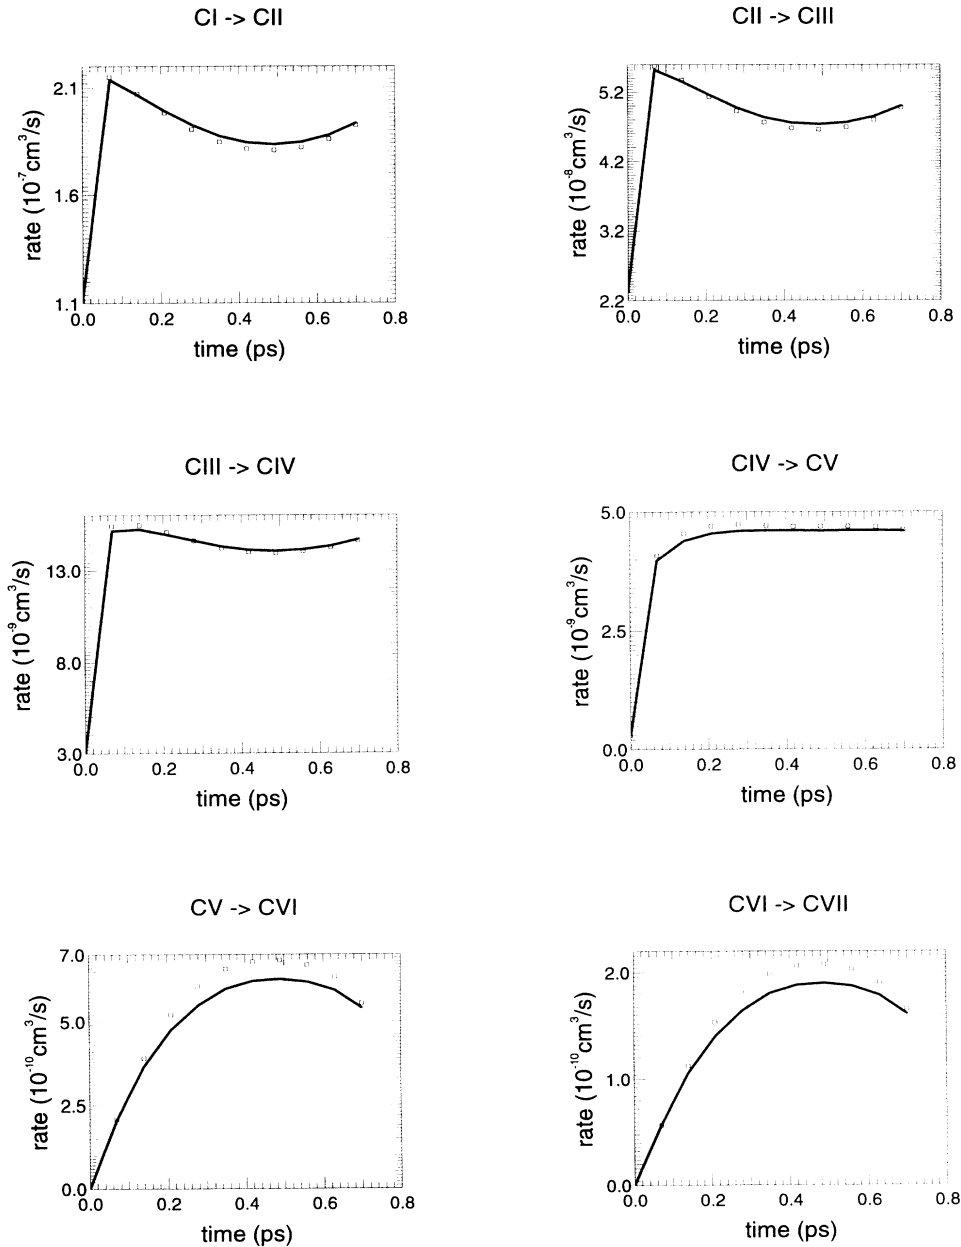 CI -> CII
2.1
1.6
1.1
rate (10⁻⁷cm³/s)
0.0 0.2 0.4 0.6 0.8
time (ps)
CII -> CIII
5.2
4.2
3.2
2.2
rate (10⁻⁸cm³/s)
0.0 0.2 0.4 0.6 0.8
time (ps)
CIII -> CIV
13.0
8.0
3.0
rate (10⁻⁹cm³/s)
0.0 0.2 0.4 0.6 0.8
time (ps)
CIV -> CV
5.0
2.5
0.0
rate (10⁻⁹cm³/s)
0.0 0.2 0.4 0.6 0.8
time (ps)
CV -> CVI
7.0
5.0
2.5
0.0
rate (10⁻¹⁰cm³/s)
0.0 0.2 0.4 0.6 0.8
time (ps)
CVI -> CVII
2.0
1.0
0.0
rate (10⁻¹⁰cm³/s)
0.0 0.2 0.4 0.6 0.8
time (ps)